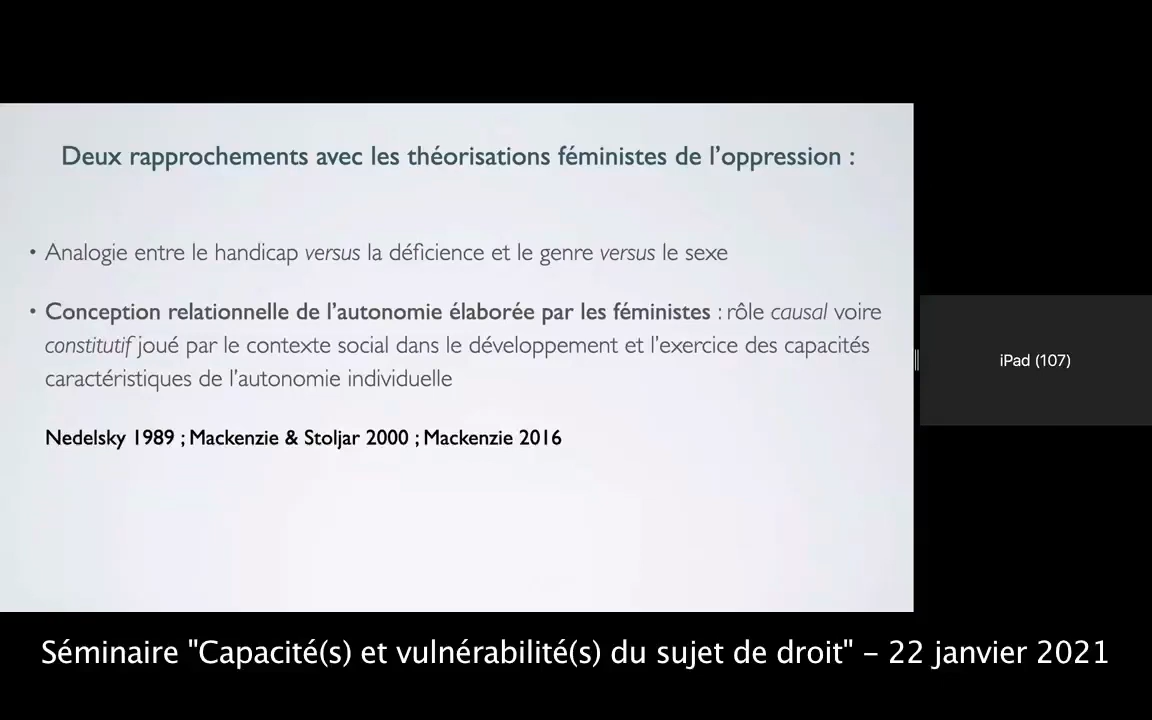 Deux rapprochements avec les théorisations féministes de l’oppression :
• Analogie entre le handicap versus la déficience et le genre versus le sexe
• Conception relationnelle de l’autonomie élaborée par les féministes : rôle causal voire
constitutif joué par le contexte social dans le développement et l’exercice des capacités
caractéristiques de l’autonomie individuelle
Nedelsky 1989 ; Mackenzie & Stoljar 2000 ; Mackenzie 2016
iPad (107)
Séminaire "Capacité(s) et vulnérabilité(s) du sujet de droit" – 22 janvier 2021